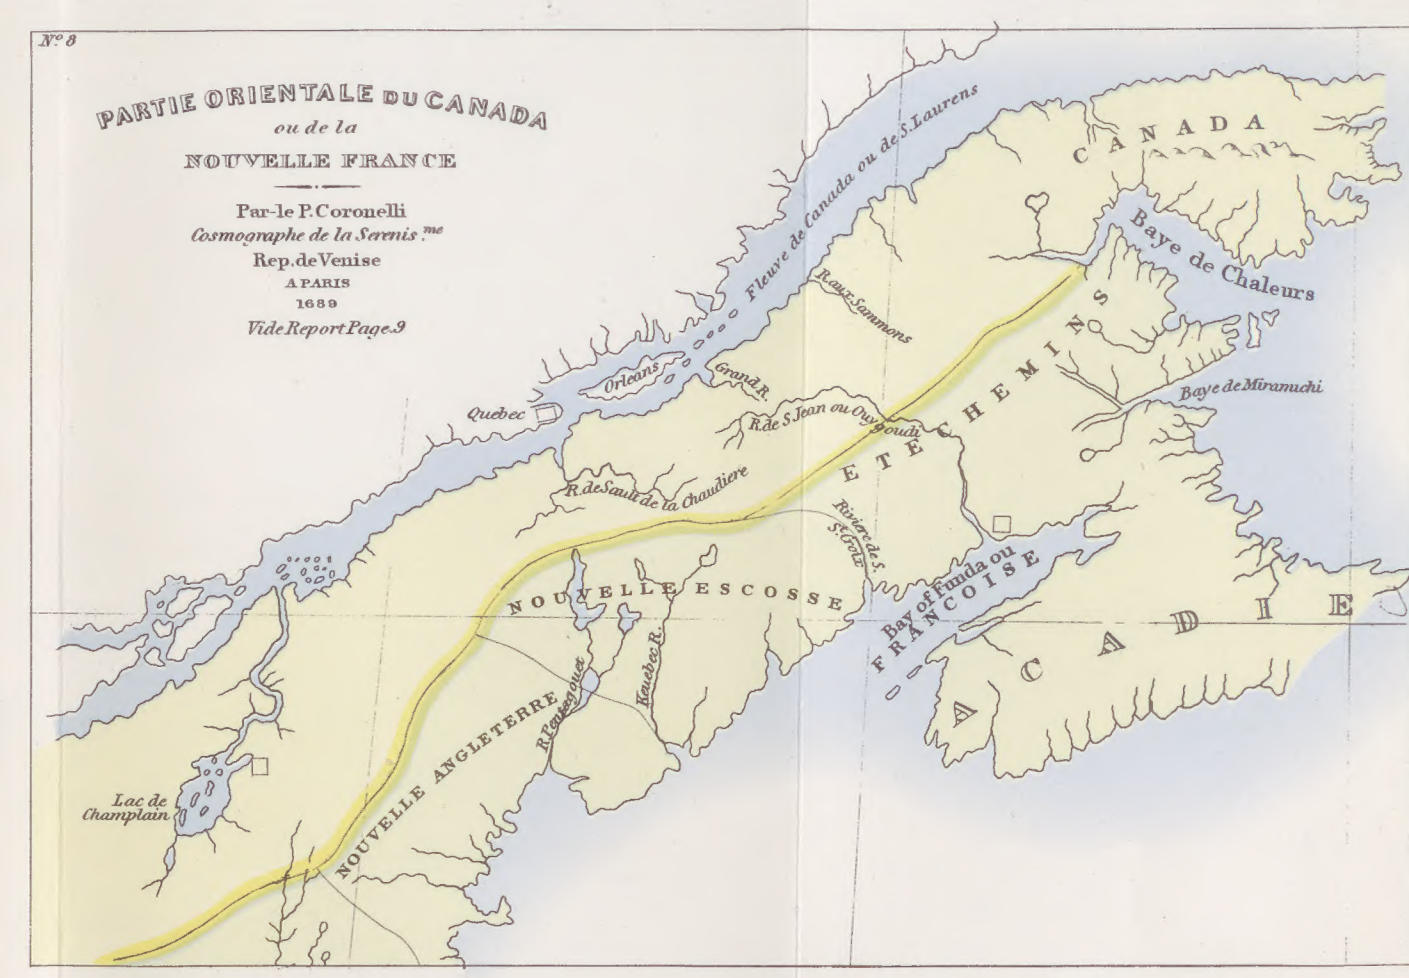 Nº 8
PARTIE ORIENTALE DU CANADA
ou de la
NOUVELLE FRANCE
Par-le P. Coronelli
Cosmographe de la Serenis.me
Rep. de Venise
A PARIS
1689
Vide Report Page. 9
Fleuve de Canada ou de S. Laurens
CANADA
Baye de Chaleurs
R. aux Sammons
Orleans
Grand R.
Quebec
R. de S. Jean ou Ouygoudi
Baye de Miramichi
ETECHEMINS
R. de Sault de la Chaudiere
Riviere de S.
St. Croix
Bay of Funda ou
FRANCOISE
NOUVELLE ESCOSSE
ACADIE
R. Pentagouet
Kenebec R.
NOUVELLE ANGLETERRE
Lac de
Champlain